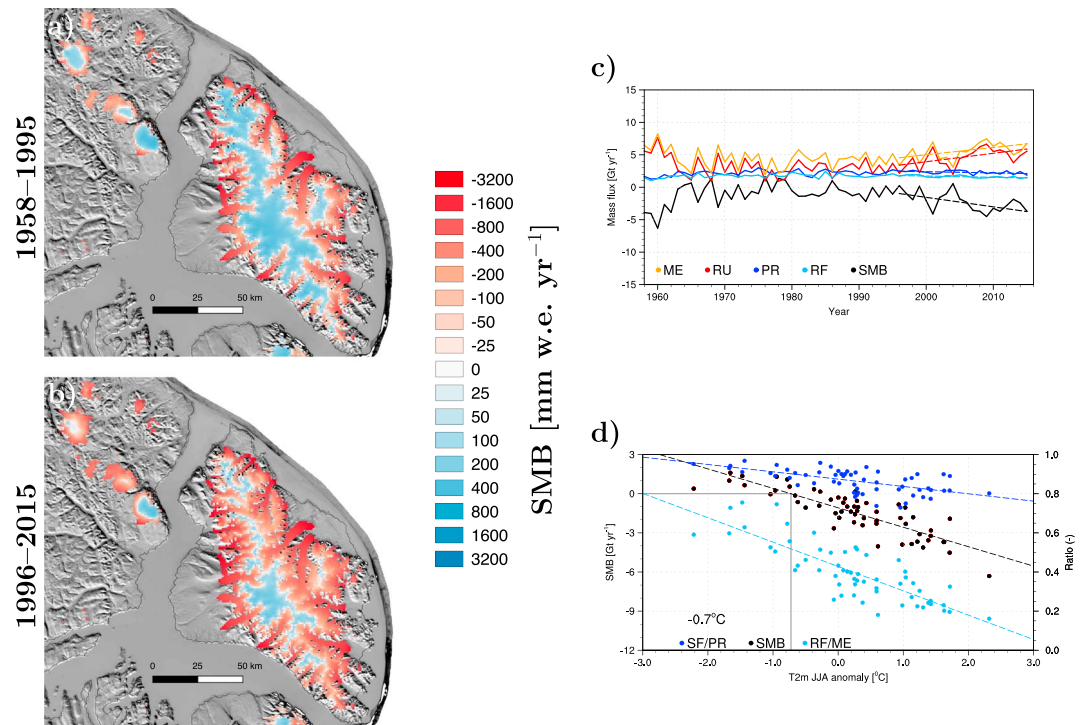 a)
1958–1995
0 25 50 km
b)
1996–2015
0 25 50 km
-3200
-1600
-800
-400
-200
-100
-50
-25
0
25
50
100
200
400
800
1600
3200
SMB [mm w.e. yr⁻¹]
c)
15
10
5
0
-5
-10
-15
Mass flux [Gt yr⁻¹]
ME RU PR RF SMB
1960 1970 1980 1990 2000 2010
Year
d)
3
0
-3
-6
-9
-12
SMB [Gt yr⁻¹]
1.0
0.8
0.6
0.4
0.2
0.0
Ratio (-)
-0.7°C
SF/PR SMB RF/ME
-3.0 -2.0 -1.0 0.0 1.0 2.0 3.0
T2m JJA anomaly [°C]